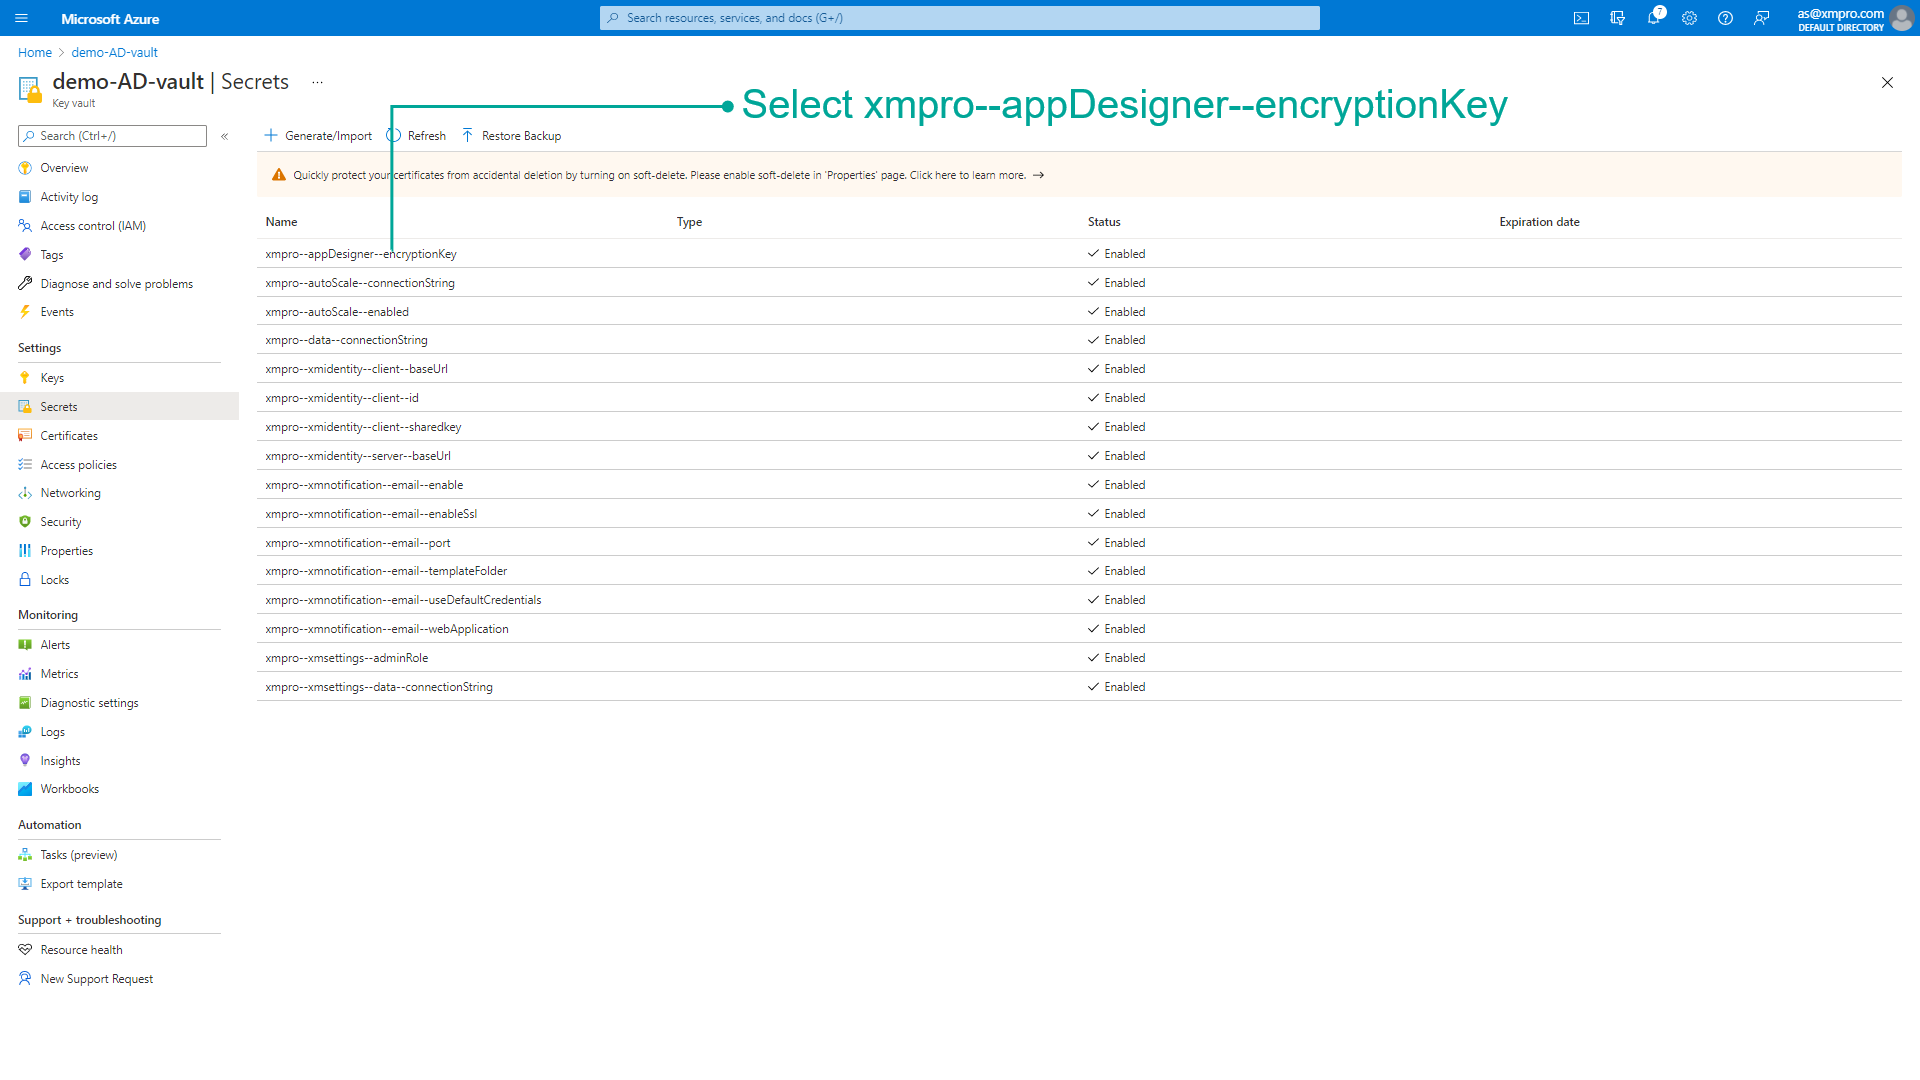 Microsoft Azure
Search resources, services, and docs (G+/)
7
as@xmpro.com
DEFAULT DIRECTORY
Home > demo-AD-vault
demo-AD-vault | Secrets ...
Key vault
Select xmpro--appDesigner--encryptionKey
Search (Ctrl+/) «
Generate/Import Refresh Restore Backup
Quickly protect your certificates from accidental deletion by turning on soft-delete. Please enable soft-delete in 'Properties' page. Click here to learn more. →
Overview
Activity log
Access control (IAM)
Tags
Diagnose and solve problems
Events
Settings
Keys
Secrets
Certificates
Access policies
Networking
Security
Properties
Locks
Monitoring
Alerts
Metrics
Diagnostic settings
Logs
Insights
Workbooks
Automation
Tasks (preview)
Export template
Support + troubleshooting
Resource health
New Support Request
Name Type Status Expiration date
xmpro--appDesigner--encryptionKey Enabled
xmpro--autoScale--connectionString Enabled
xmpro--autoScale--enabled Enabled
xmpro--data--connectionString Enabled
xmpro--xmidentity--client--baseUrl Enabled
xmpro--xmidentity--client--id Enabled
xmpro--xmidentity--client--sharedkey Enabled
xmpro--xmidentity--server--baseUrl Enabled
xmpro--xmnotification--email--enable Enabled
xmpro--xmnotification--email--enableSsl Enabled
xmpro--xmnotification--email--port Enabled
xmpro--xmnotification--email--templateFolder Enabled
xmpro--xmnotification--email--useDefaultCredentials Enabled
xmpro--xmnotification--email--webApplication Enabled
xmpro--xmsettings--adminRole Enabled
xmpro--xmsettings--data--connectionString Enabled